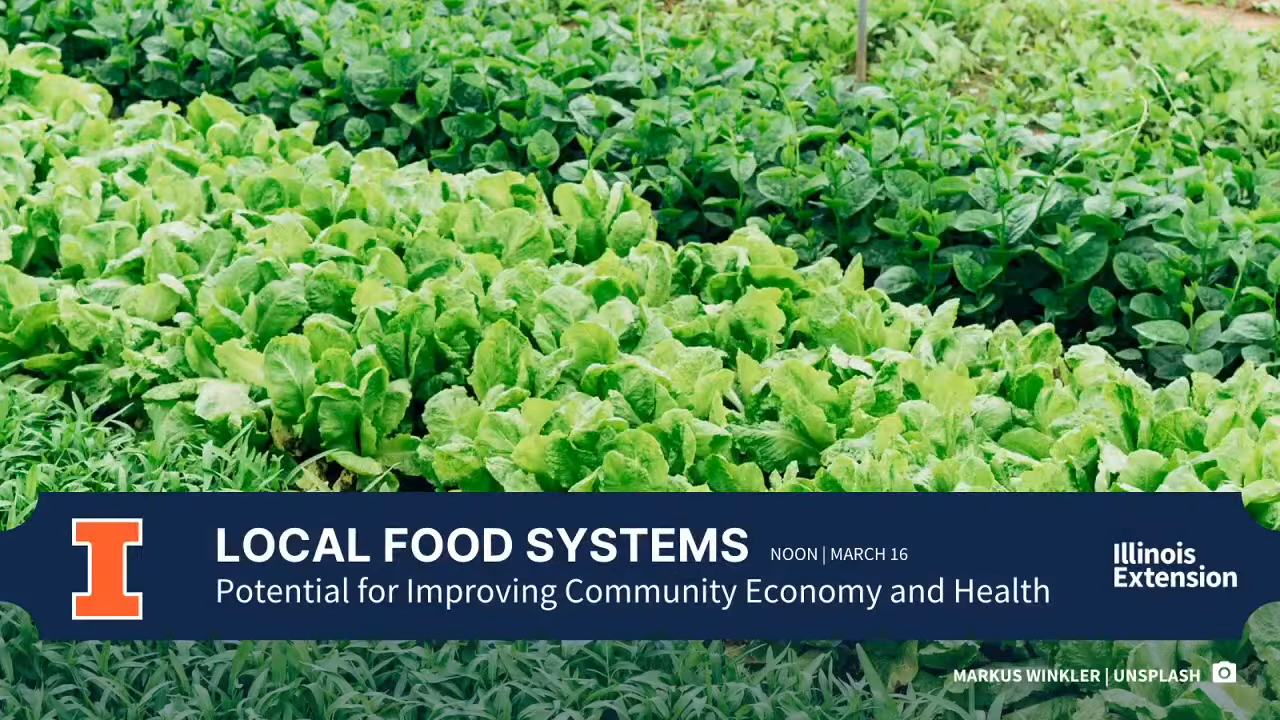 LOCAL FOOD SYSTEMS NOON | MARCH 16
Potential for Improving Community Economy and Health
Illinois
Extension
MARKUS WINKLER | UNSPLASH